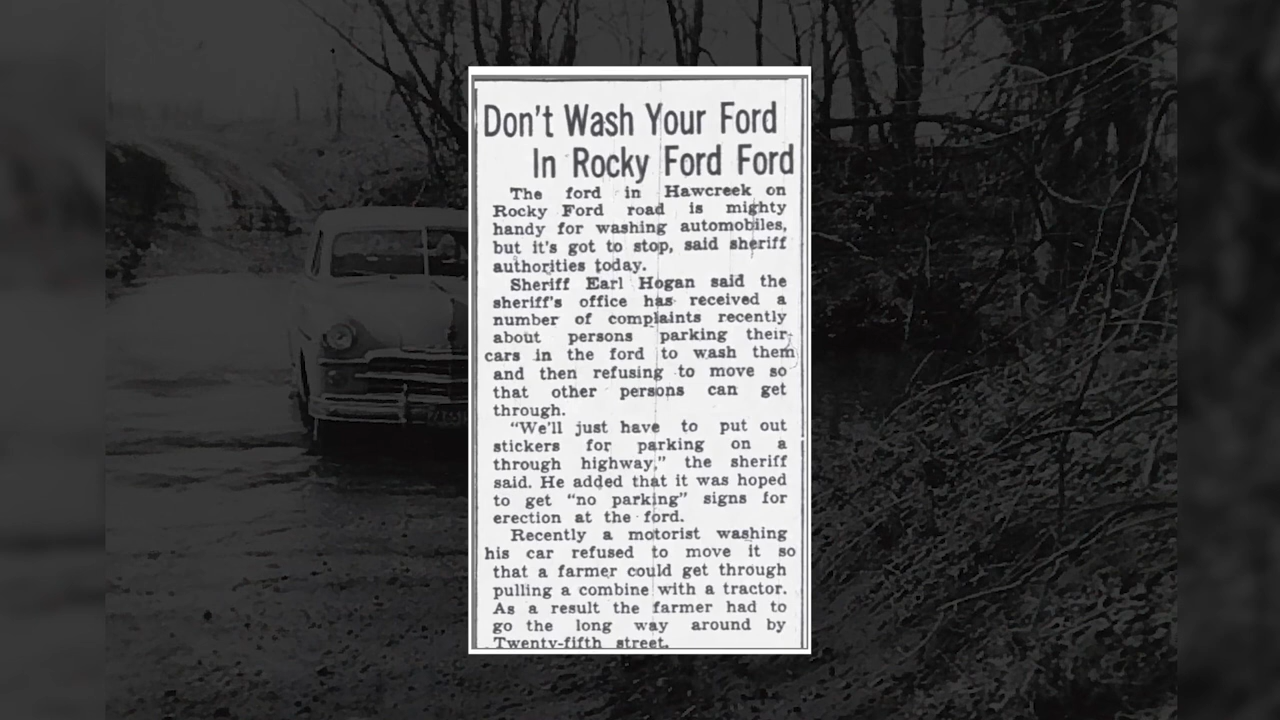 Don't Wash Your Ford
In Rocky Ford Ford
The ford in Hawcreek on
Rocky Ford road is mighty
handy for washing automobiles,
but it's got to stop, said sheriff
authorities today.
Sheriff Earl Hogan said the
sheriff's office has received a
number of complaints recently
about persons parking their
cars in the ford to wash them
and then refusing to move so
that other persons can get
through.
"We'll just have to put out
stickers for parking on a
through highway," the sheriff
said. He added that it was hoped
to get "no parking" signs for
erection at the ford.
Recently a motorist washing
his car refused to move it so
that a farmer could get through
pulling a combine with a tractor.
As a result the farmer had to
go the long way around by
Twenty-fifth street.